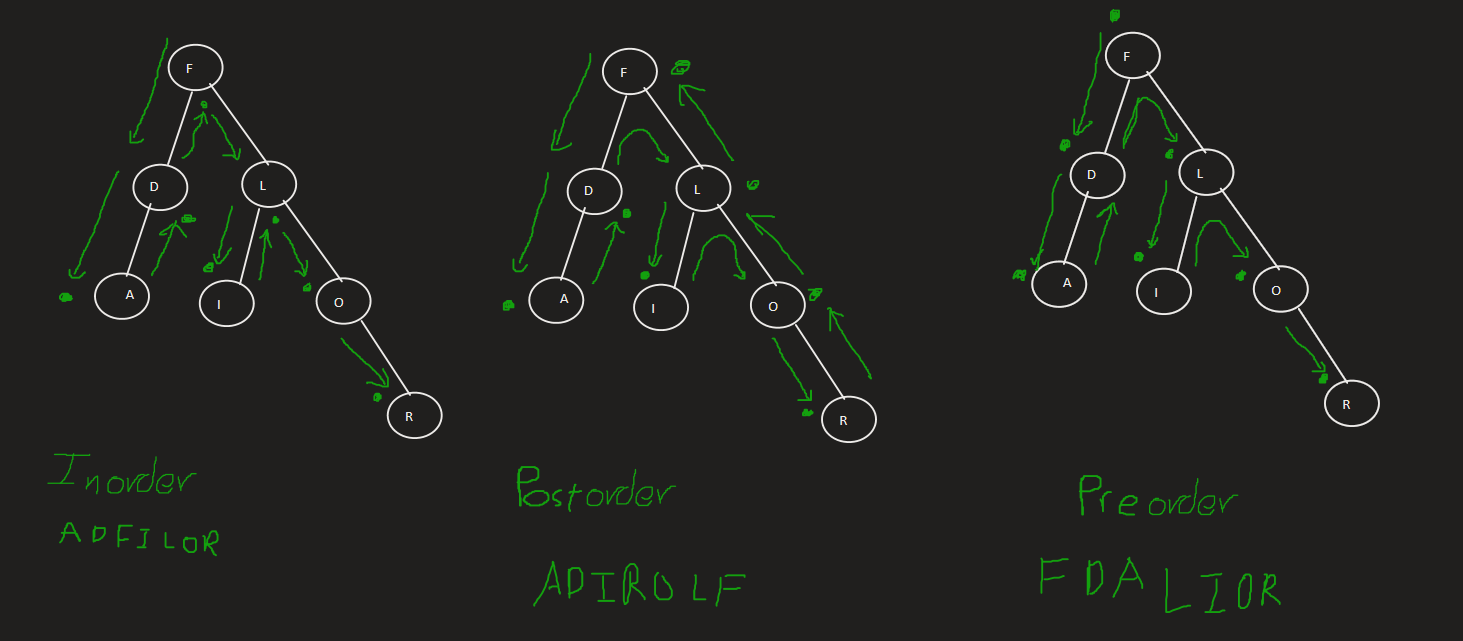 F
D
L
A
I
O
R
Inorder
ADFILOR
F
D
L
A
I
O
R
Postorder
ADIROLF
F
D
L
A
I
O
R
Preorder
FDALIOR